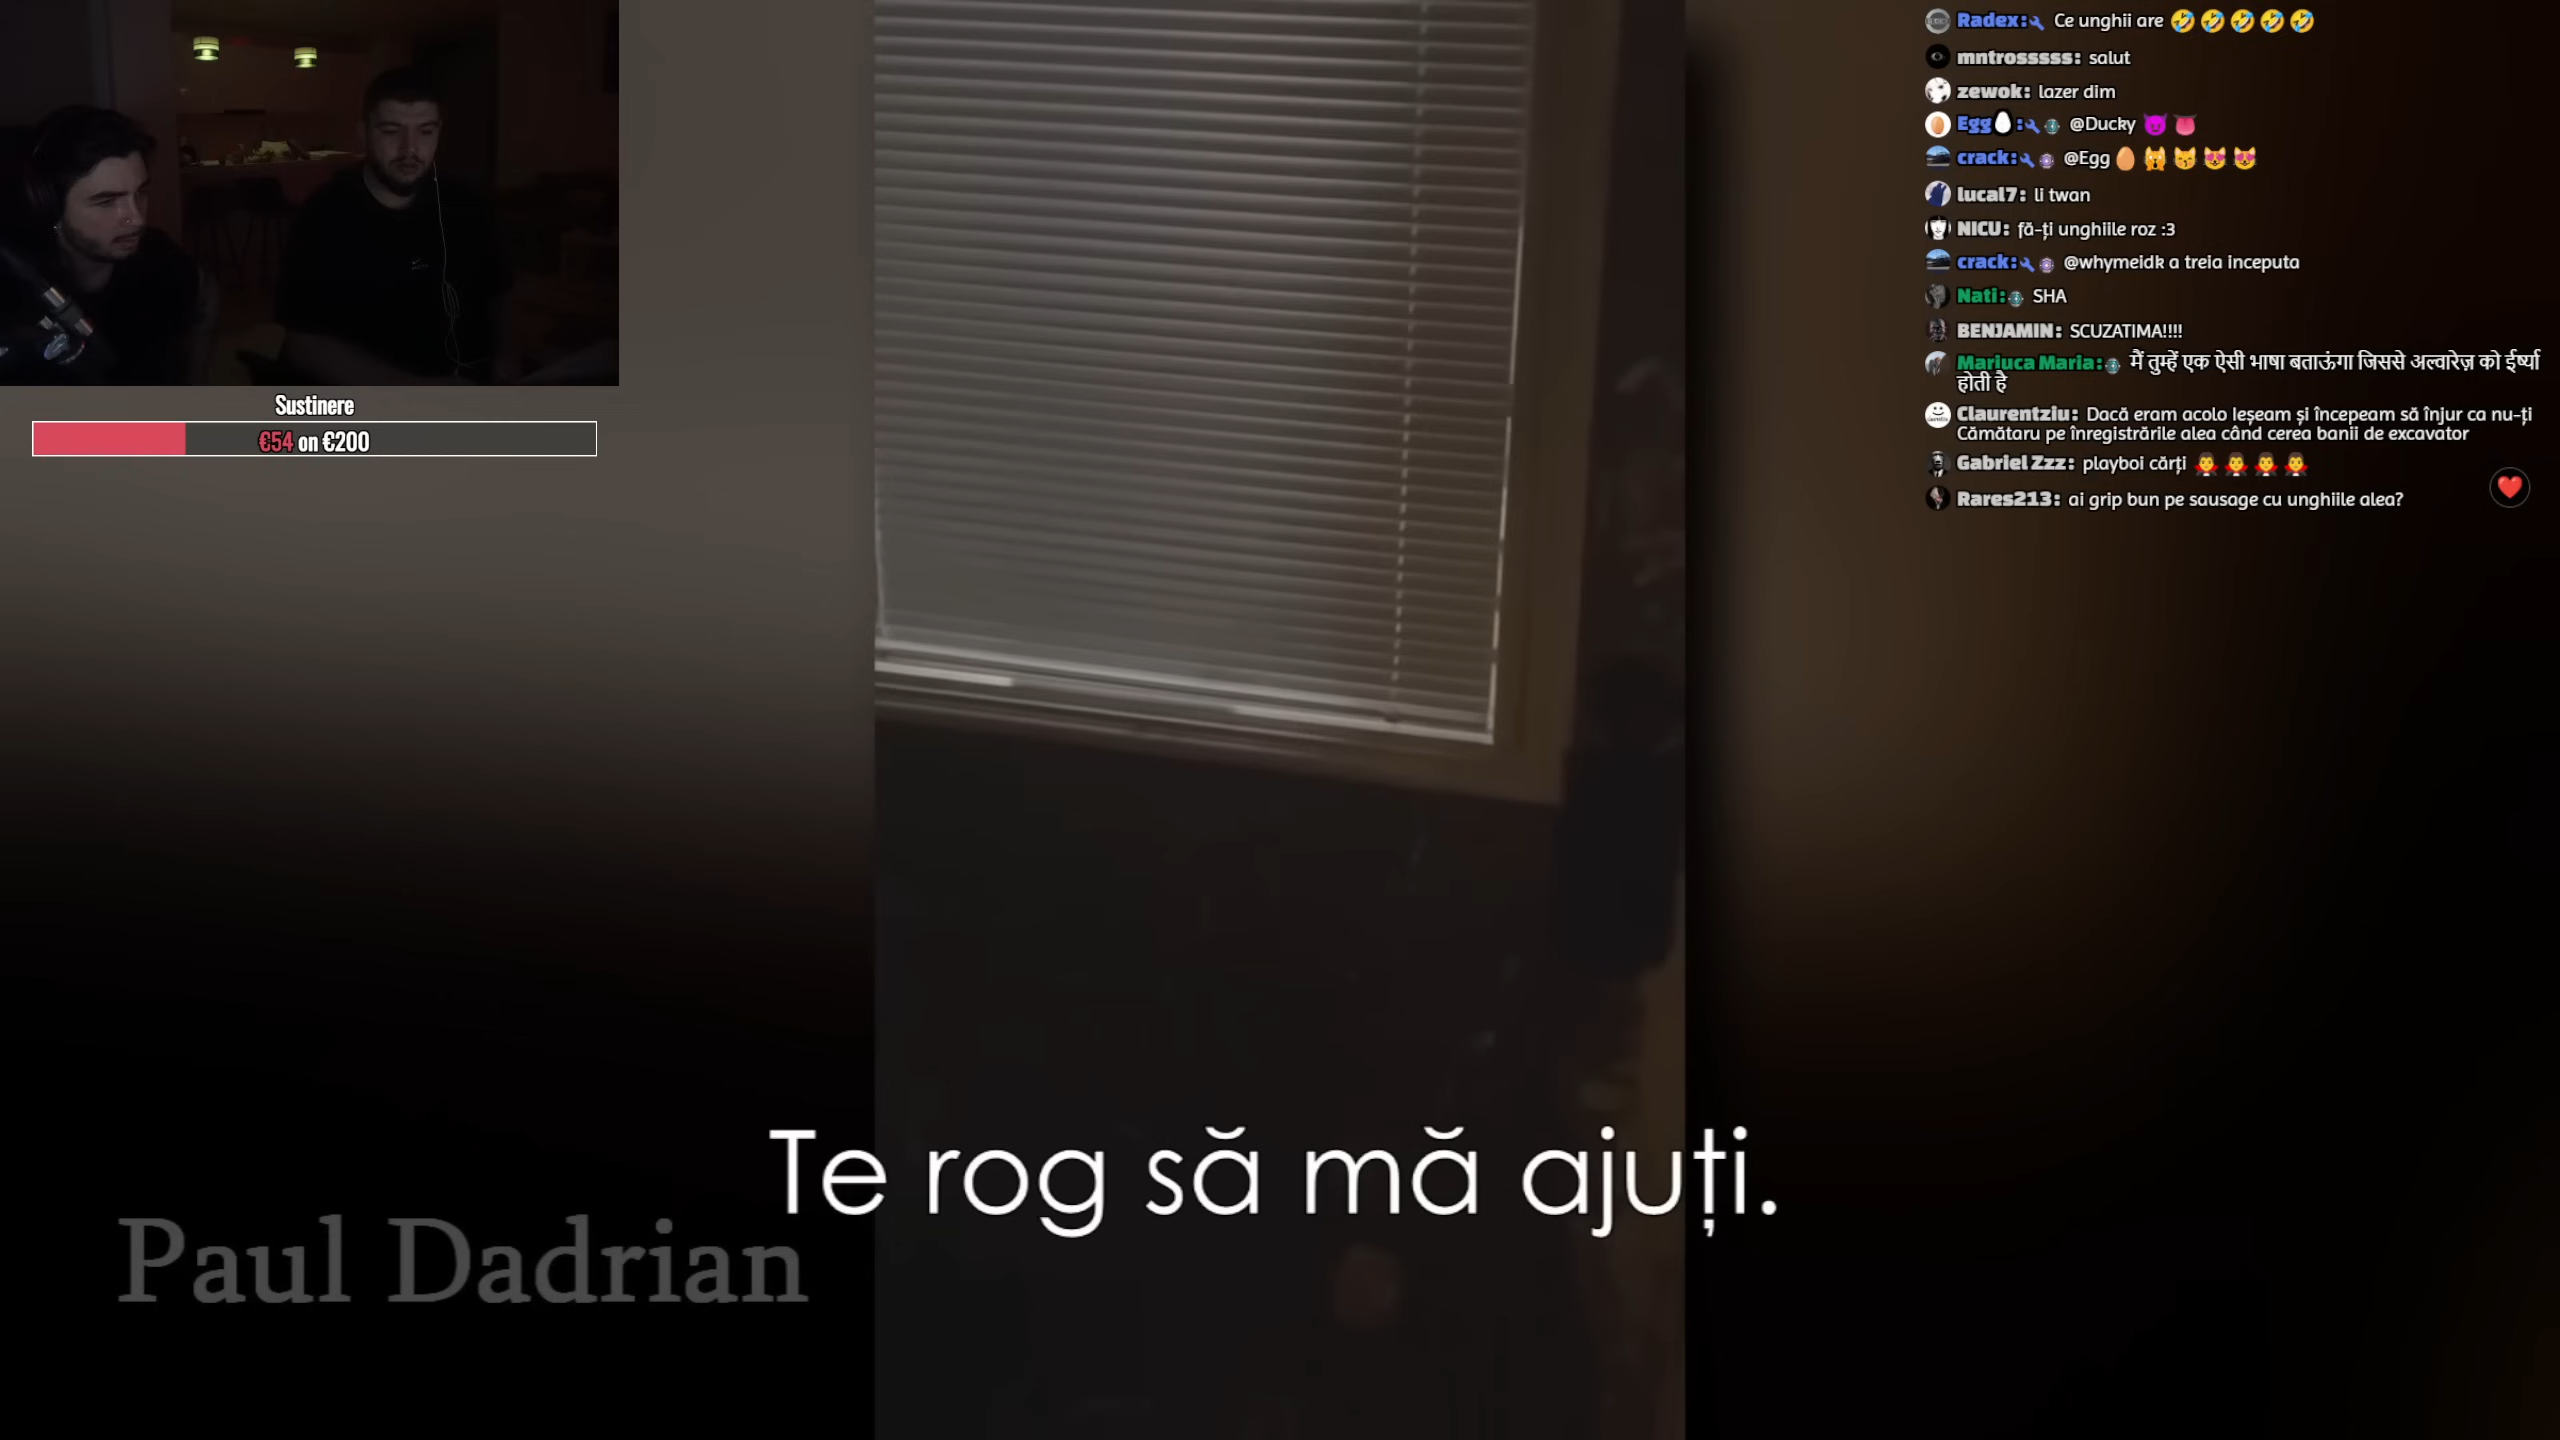 Sustinere
€54 on €200
Radex: Ce unghii are 🤣🤣🤣🤣🤣
mntrosssss: salut
zewok: lazer dim
Egg🥚: @Ducky 😈👅
crack: @Egg🥚🙀😽😻😻
lucal7: li twan
NICU: fă-ți unghiile roz :3
crack: @whymeidk a treia inceputa
Nati: SHA
BENJAMIN: SCUZATIMA!!!!
Mariuca Maria: मैं तुम्हें एक ऐसी भाषा बताऊंगा जिससे अल्वारेज़ को ईर्ष्या
होती है
Claurentziu: Dacă eram acolo Ieșeam și începeam să înjur ca nu-ți
Cămătaru pe înregistrările alea când cerea banii de excavator
Gabriel Zzz: playboi cărți 🧛‍♂️🧛‍♂️🧛‍♂️🧛‍♂️
Rares213: ai grip bun pe sausage cu unghiile alea?
Te rog să mă ajuți.
Paul Dadrian